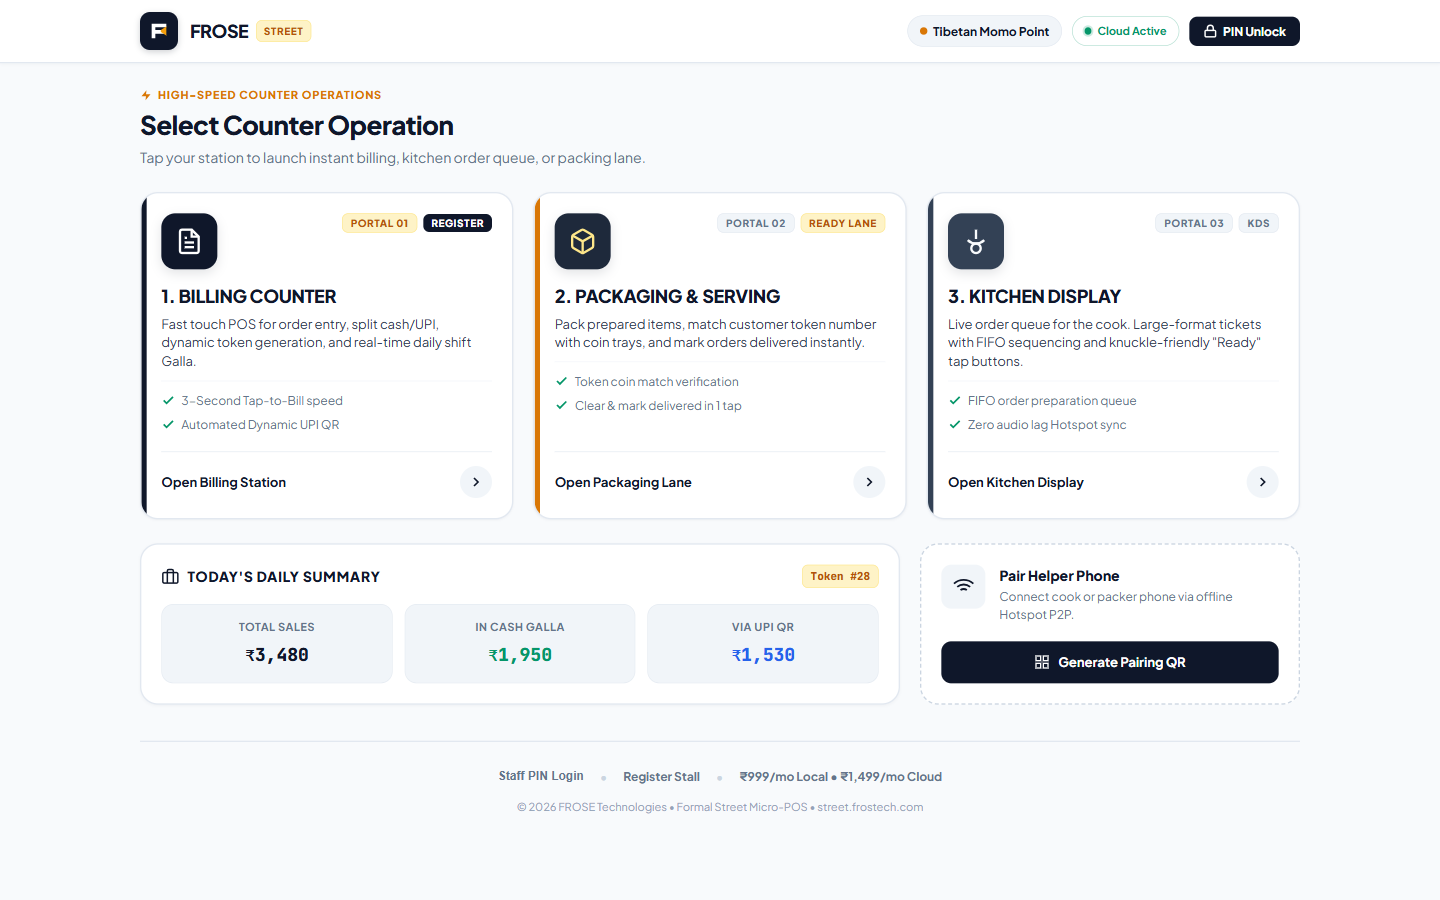 FROSE STREET
Tibetan Momo Point
Cloud Active
PIN Unlock
HIGH-SPEED COUNTER OPERATIONS
Select Counter Operation
Tap your station to launch instant billing, kitchen order queue, or packing lane.
PORTAL 01 REGISTER
1. BILLING COUNTER
Fast touch POS for order entry, split cash/UPI,
dynamic token generation, and real-time daily shift
Galla.
3-Second Tap-to-Bill speed
Automated Dynamic UPI QR
Open Billing Station
PORTAL 02 READY LANE
2. PACKAGING & SERVING
Pack prepared items, match customer token number
with coin trays, and mark orders delivered instantly.
Token coin match verification
Clear & mark delivered in 1 tap
Open Packaging Lane
PORTAL 03 KDS
3. KITCHEN DISPLAY
Live order queue for the cook. Large-format tickets
with FIFO sequencing and knuckle-friendly "Ready"
tap buttons.
FIFO order preparation queue
Zero audio lag Hotspot sync
Open Kitchen Display
TODAY'S DAILY SUMMARY
Token #28
TOTAL SALES
₹3,480
IN CASH GALLA
₹1,950
VIA UPI QR
₹1,530
Pair Helper Phone
Connect cook or packer phone via offline
Hotspot P2P.
Generate Pairing QR
Staff PIN Login • Register Stall • ₹999/mo Local • ₹1,499/mo Cloud
© 2026 FROSE Technologies • Formal Street Micro-POS • street.frostech.com